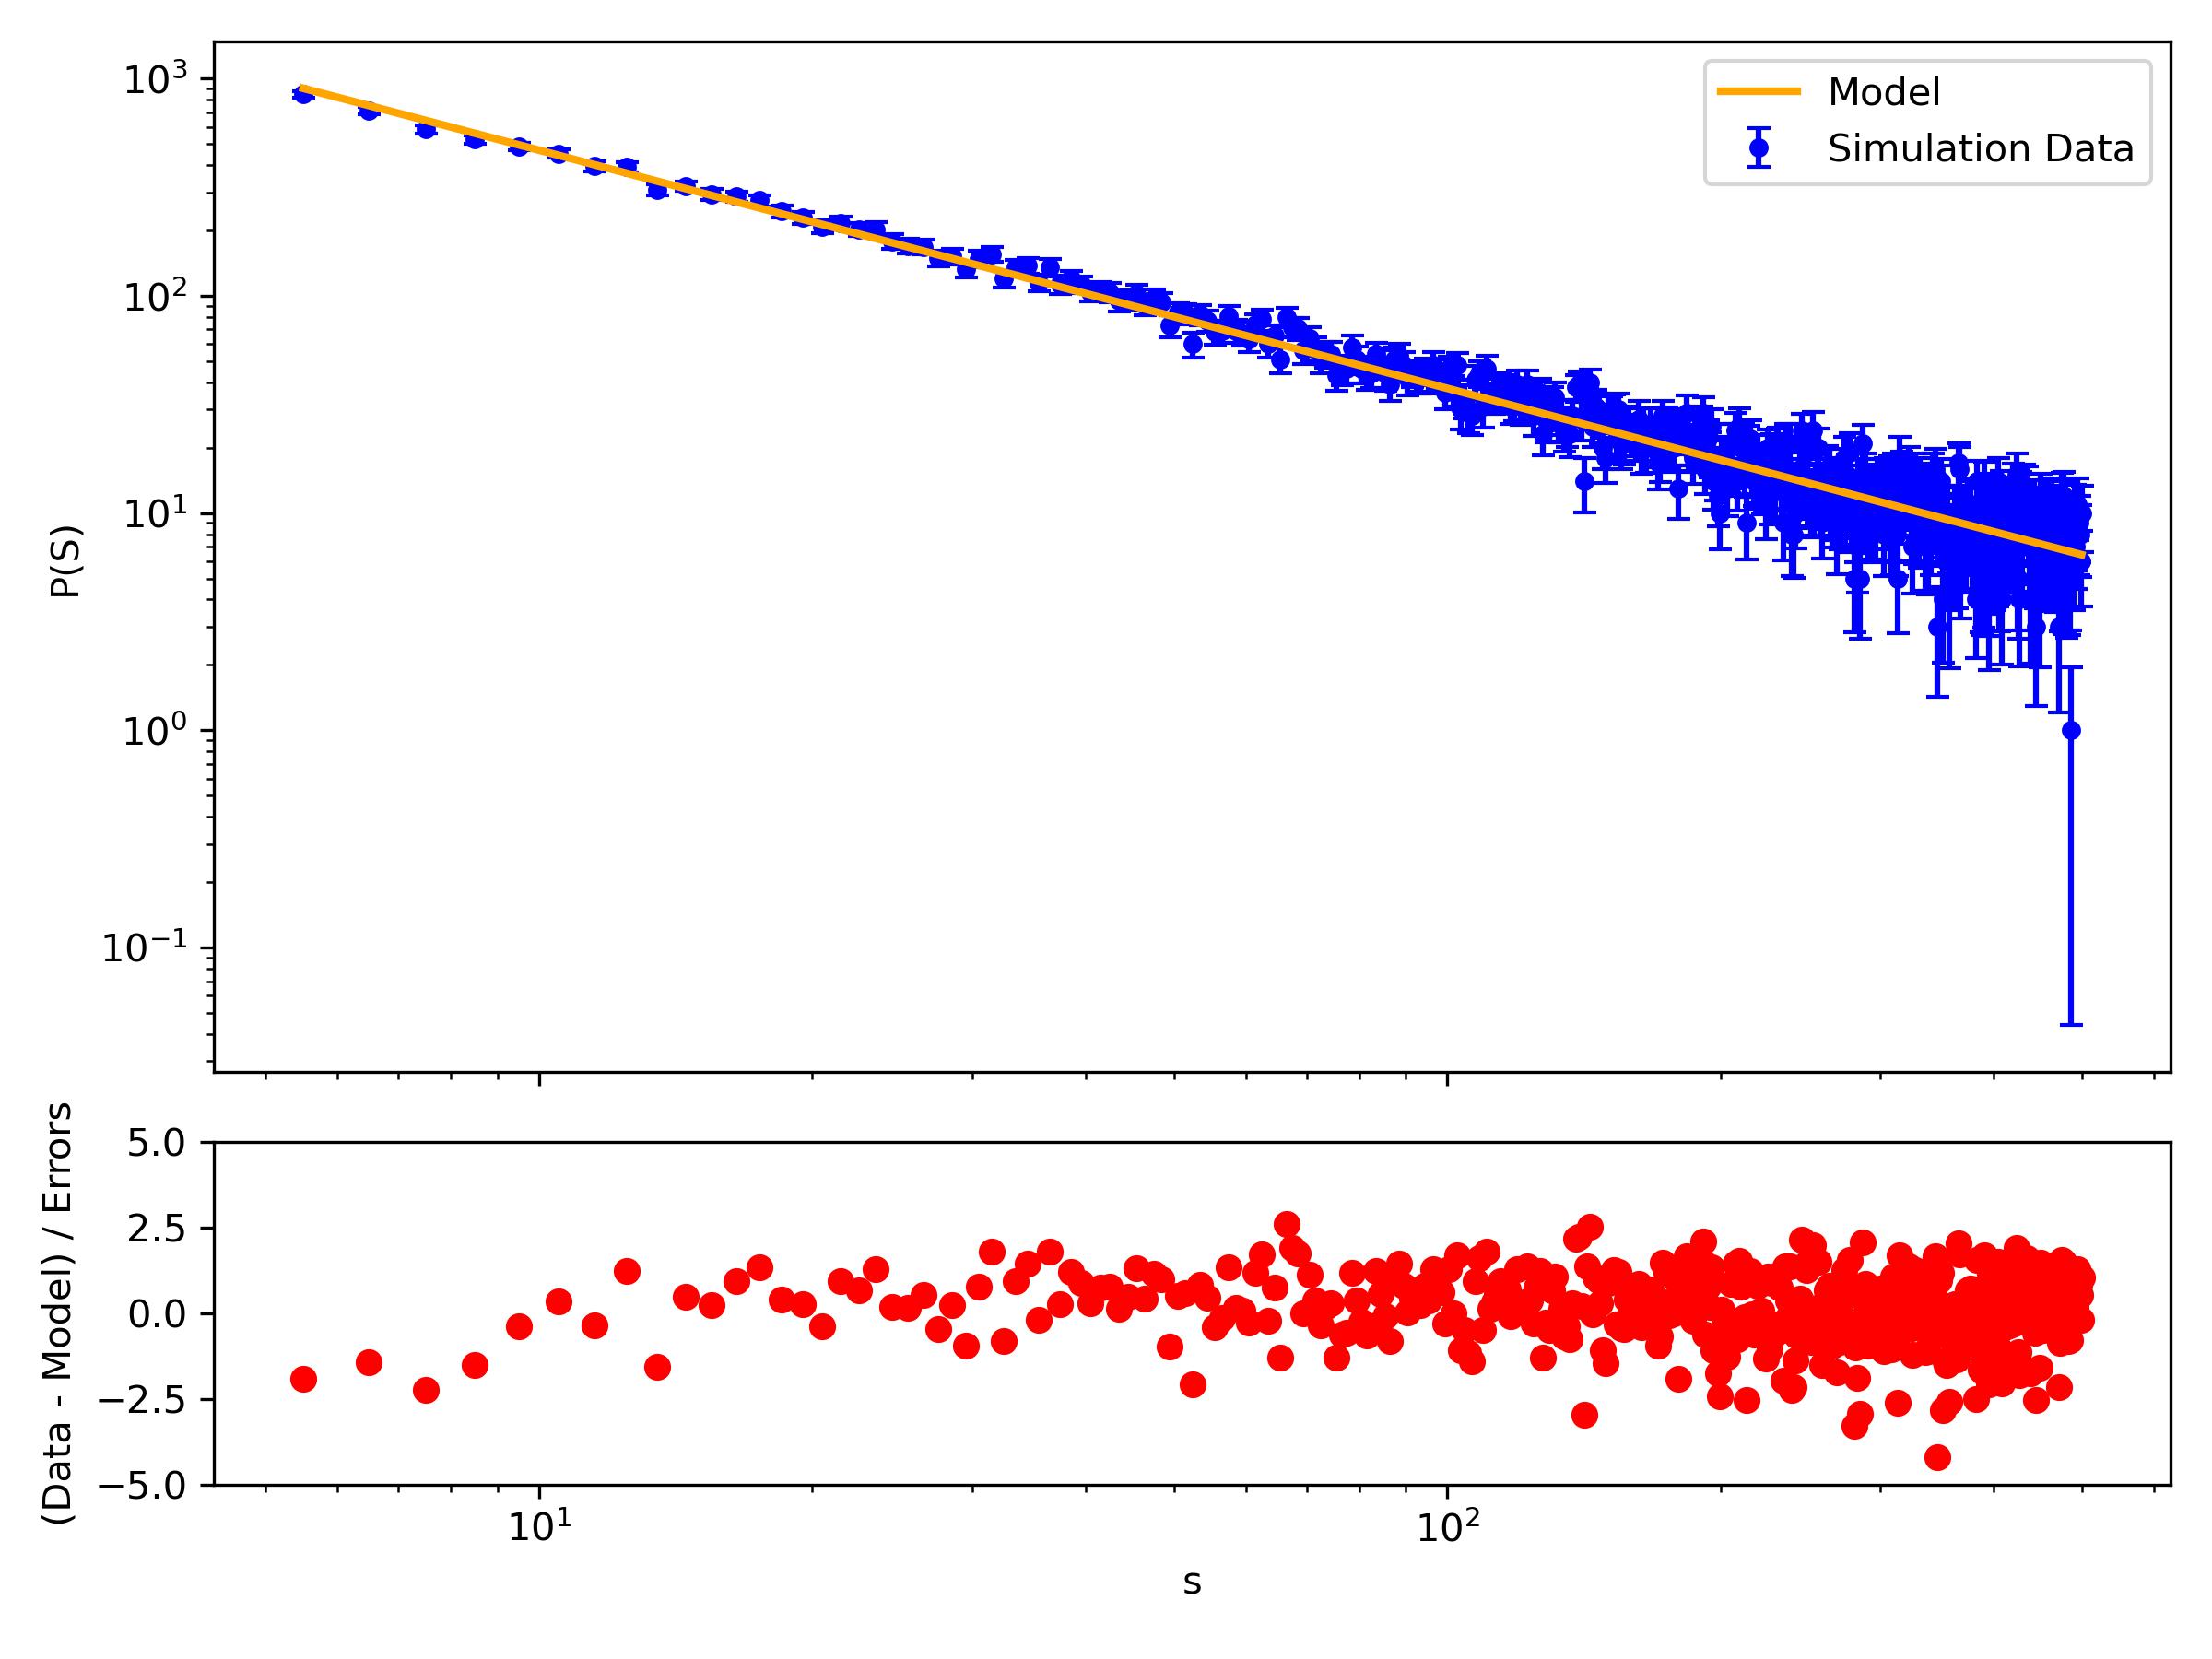 10³
10²
10¹
10⁰
10⁻¹
P(S)
Model
Simulation Data
5.0
2.5
0.0
−2.5
−5.0
(Data - Model) / Errors
10¹
10²
s